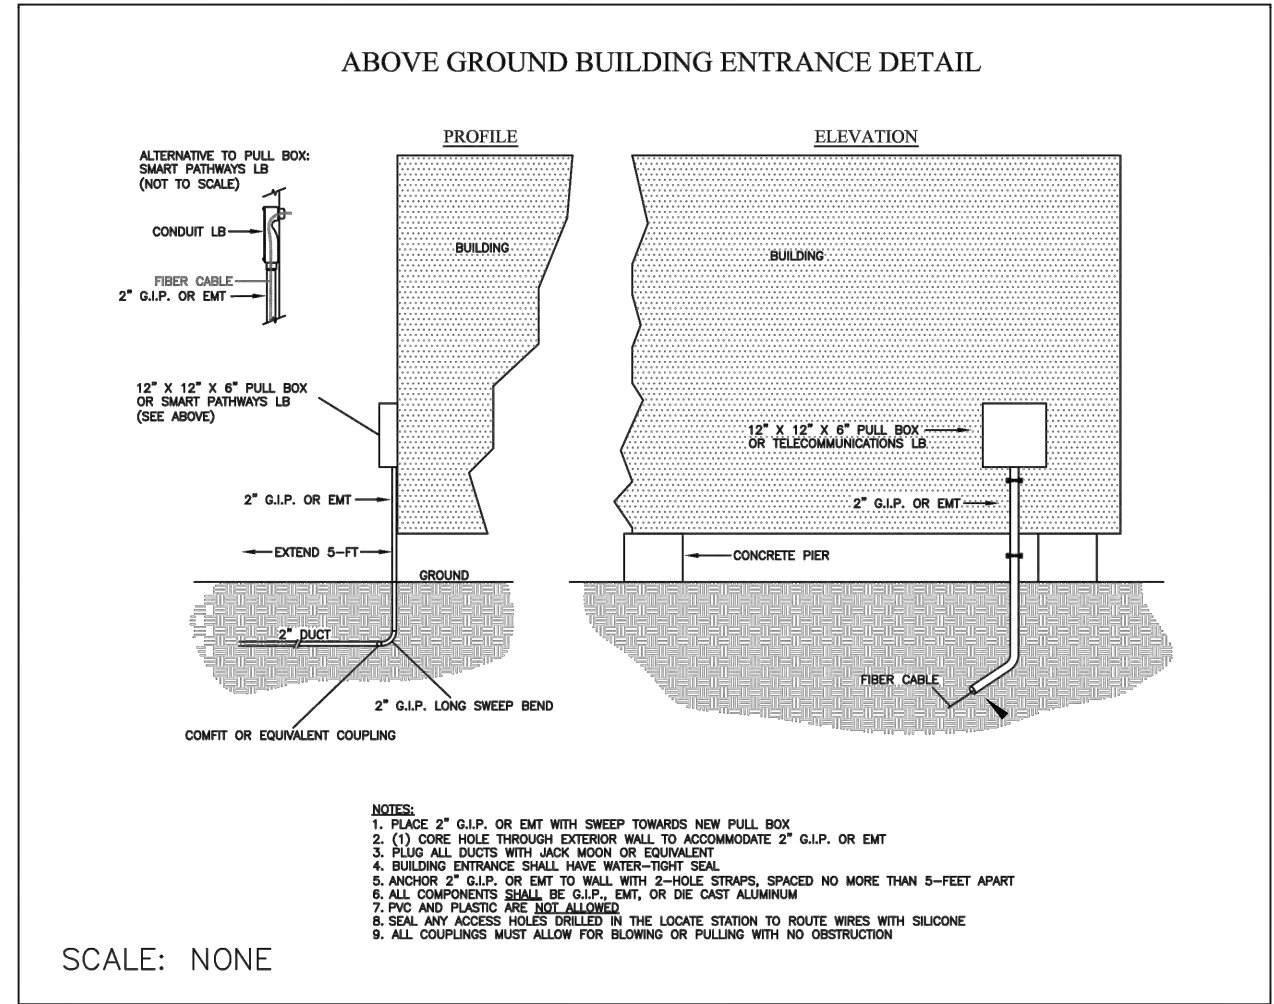 ABOVE GROUND BUILDING ENTRANCE DETAIL
PROFILE
ELEVATION
ALTERNATIVE TO PULL BOX:
SMART PATHWAYS LB
(NOT TO SCALE)
CONDUIT LB
FIBER CABLE
2" G.I.P. OR EMT
BUILDING
BUILDING
12" X 12" X 6" PULL BOX
OR SMART PATHWAYS LB
(SEE ABOVE)
12" X 12" X 6" PULL BOX
OR TELECOMMUNICATIONS LB
2" G.I.P. OR EMT
2" G.I.P. OR EMT
EXTEND 5-FT
CONCRETE PIER
GROUND
2" DUCT
FIBER CABLE
2" G.I.P. LONG SWEEP BEND
COMFIT OR EQUIVALENT COUPLING
NOTES:
1. PLACE 2" G.I.P. OR EMT WITH SWEEP TOWARDS NEW PULL BOX
2. (1) CORE HOLE THROUGH EXTERIOR WALL TO ACCOMMODATE 2" G.I.P. OR EMT
3. PLUG ALL DUCTS WITH JACK MOON OR EQUIVALENT
4. BUILDING ENTRANCE SHALL HAVE WATER-TIGHT SEAL
5. ANCHOR 2" G.I.P. OR EMT TO WALL WITH 2-HOLE STRAPS, SPACED NO MORE THAN 5-FEET APART
6. ALL COMPONENTS SHALL BE G.I.P., EMT, OR DIE CAST ALUMINUM
7. PVC AND PLASTIC ARE NOT ALLOWED
8. SEAL ANY ACCESS HOLES DRILLED IN THE LOCATE STATION TO ROUTE WIRES WITH SILICONE
9. ALL COUPLINGS MUST ALLOW FOR BLOWING OR PULLING WITH NO OBSTRUCTION
SCALE: NONE